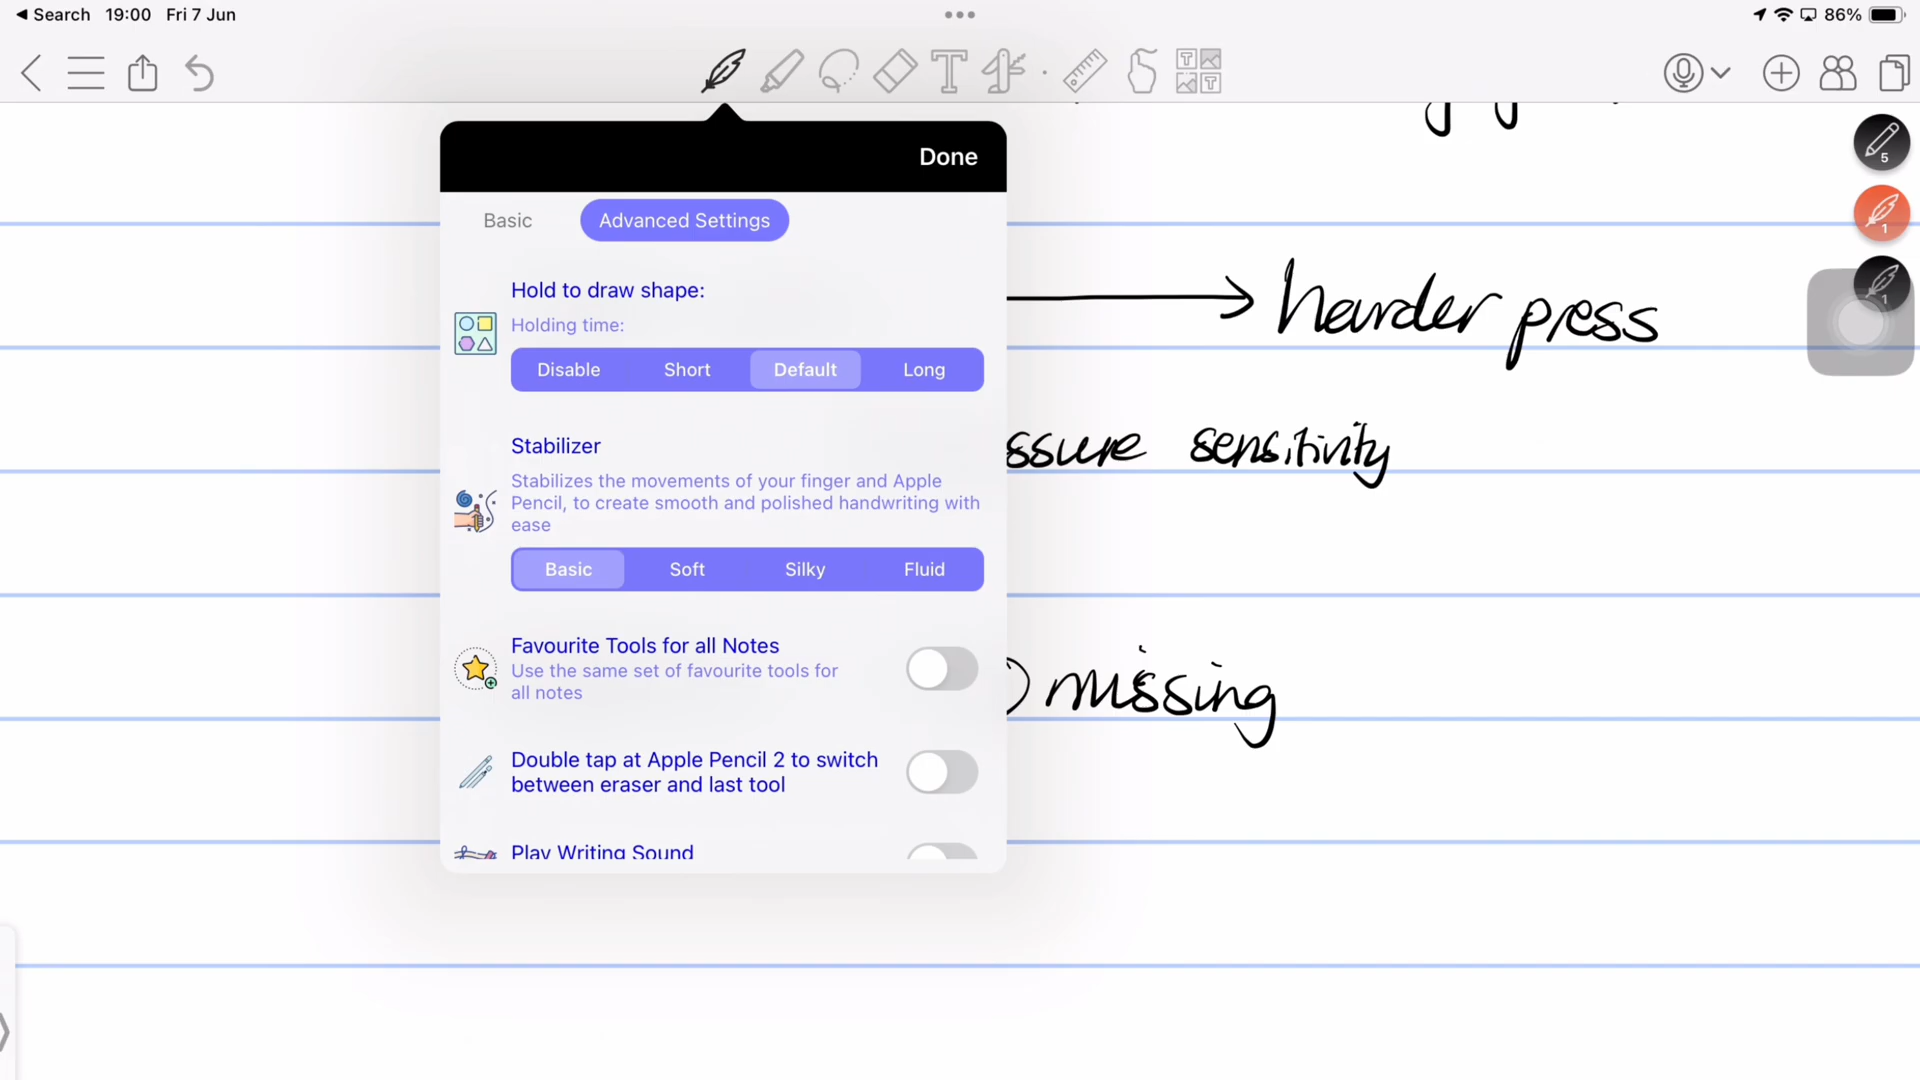 ◀ Search 19:00 Fri 7 Jun
86%
Done
Basic Advanced Settings
Hold to draw shape:
Holding time:
Disable Short Default Long
Stabilizer
Stabilizes the movements of your finger and Apple
Pencil, to create smooth and polished handwriting with
ease
Basic Soft Silky Fluid
Favourite Tools for all Notes
Use the same set of favourite tools for
all notes
Double tap at Apple Pencil 2 to switch
between eraser and last tool
Play Writing Sound
5
1
1
harder press
ssure sensitivity
missing